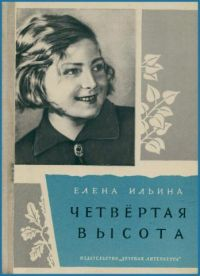 ЕЛЕНА ИЛЬИНА
ЧЕТВЁРТАЯ
ВЫСОТА
ИЗДАТЕЛЬСТВО „ДЕТСКАЯ ЛИТЕРАТУРА"